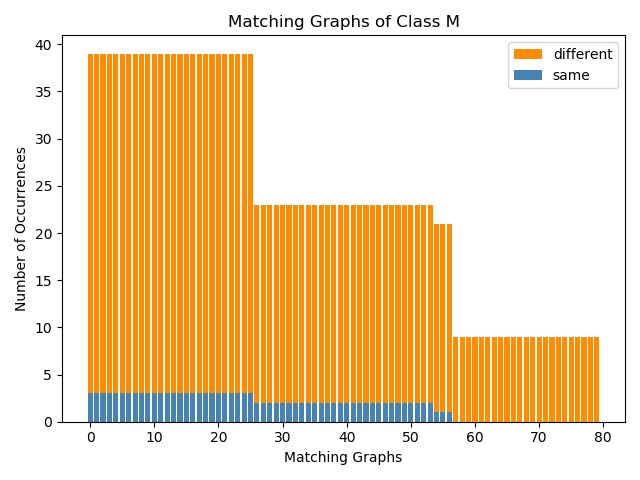 Matching Graphs of Class M
different
same
Number of Occurrences
40
35
30
25
20
15
10
5
0
0 10 20 30 40 50 60 70 80
Matching Graphs